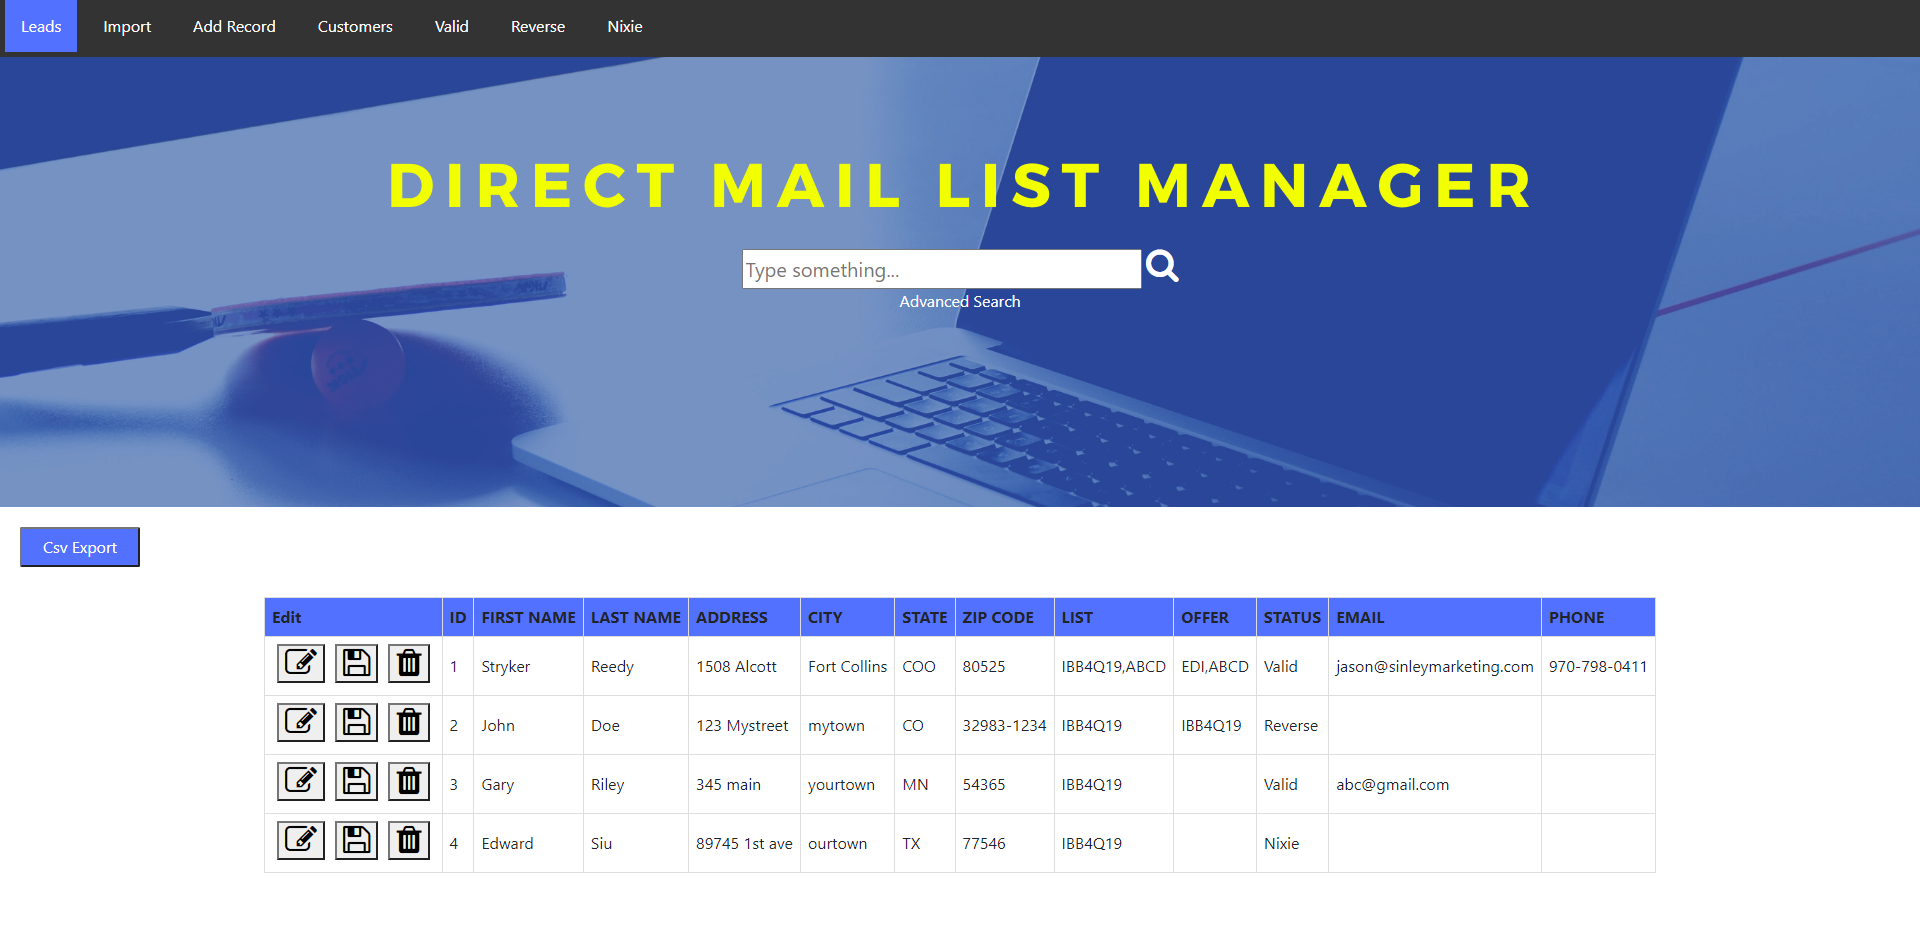 Leads Import Add Record Customers Valid Reverse Nixie
DIRECT MAIL LIST MANAGER
Type something...
Advanced Search
Csv Export
Edit ID FIRST NAME LAST NAME ADDRESS CITY STATE ZIP CODE LIST OFFER STATUS EMAIL PHONE
1 Stryker Reedy 1508 Alcott Fort Collins COO 80525 IBB4Q19,ABCD EDI,ABCD Valid jason@sinleymarketing.com 970-798-0411
2 John Doe 123 Mystreet mytown CO 32983-1234 IBB4Q19 IBB4Q19 Reverse
3 Gary Riley 345 main yourtown MN 54365 IBB4Q19 Valid abc@gmail.com
4 Edward Siu 89745 1st ave ourtown TX 77546 IBB4Q19 Nixie